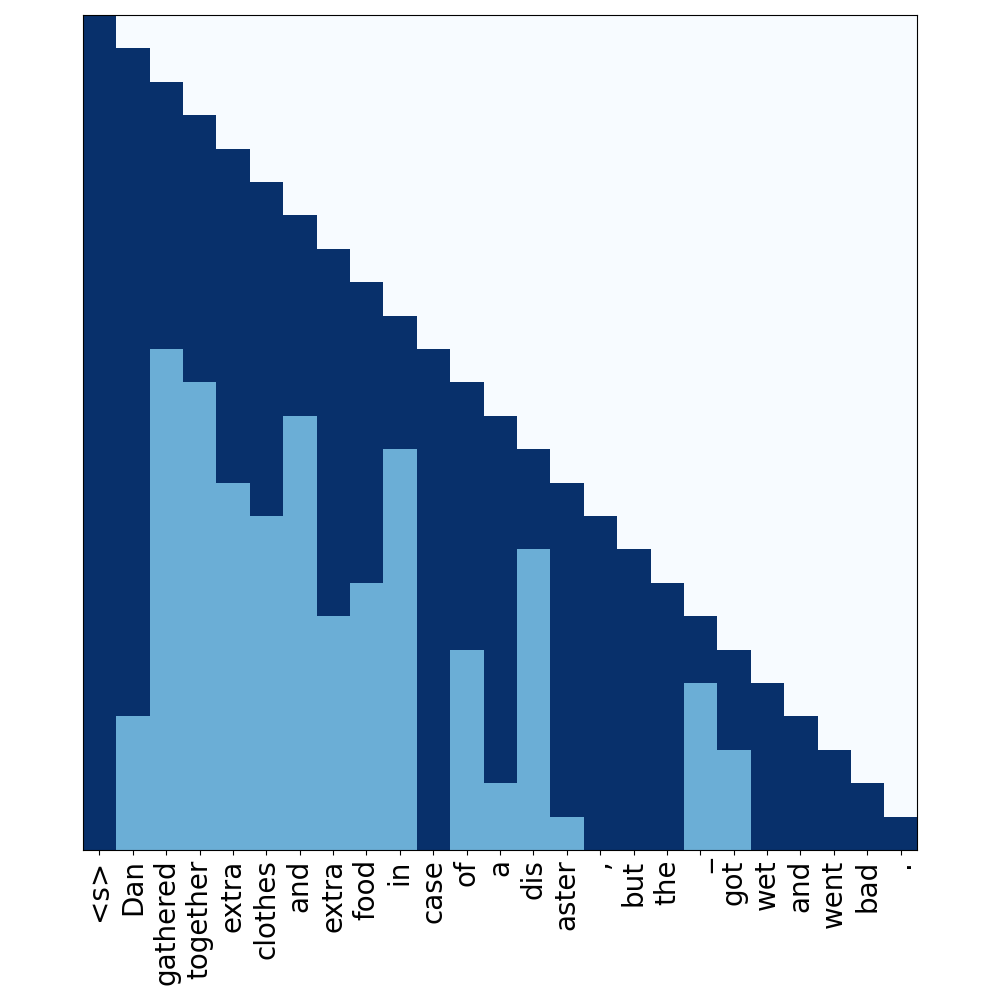 <s> Dan gathered together extra clothes and extra food in case of a dis aster , but the _ got wet and went bad .